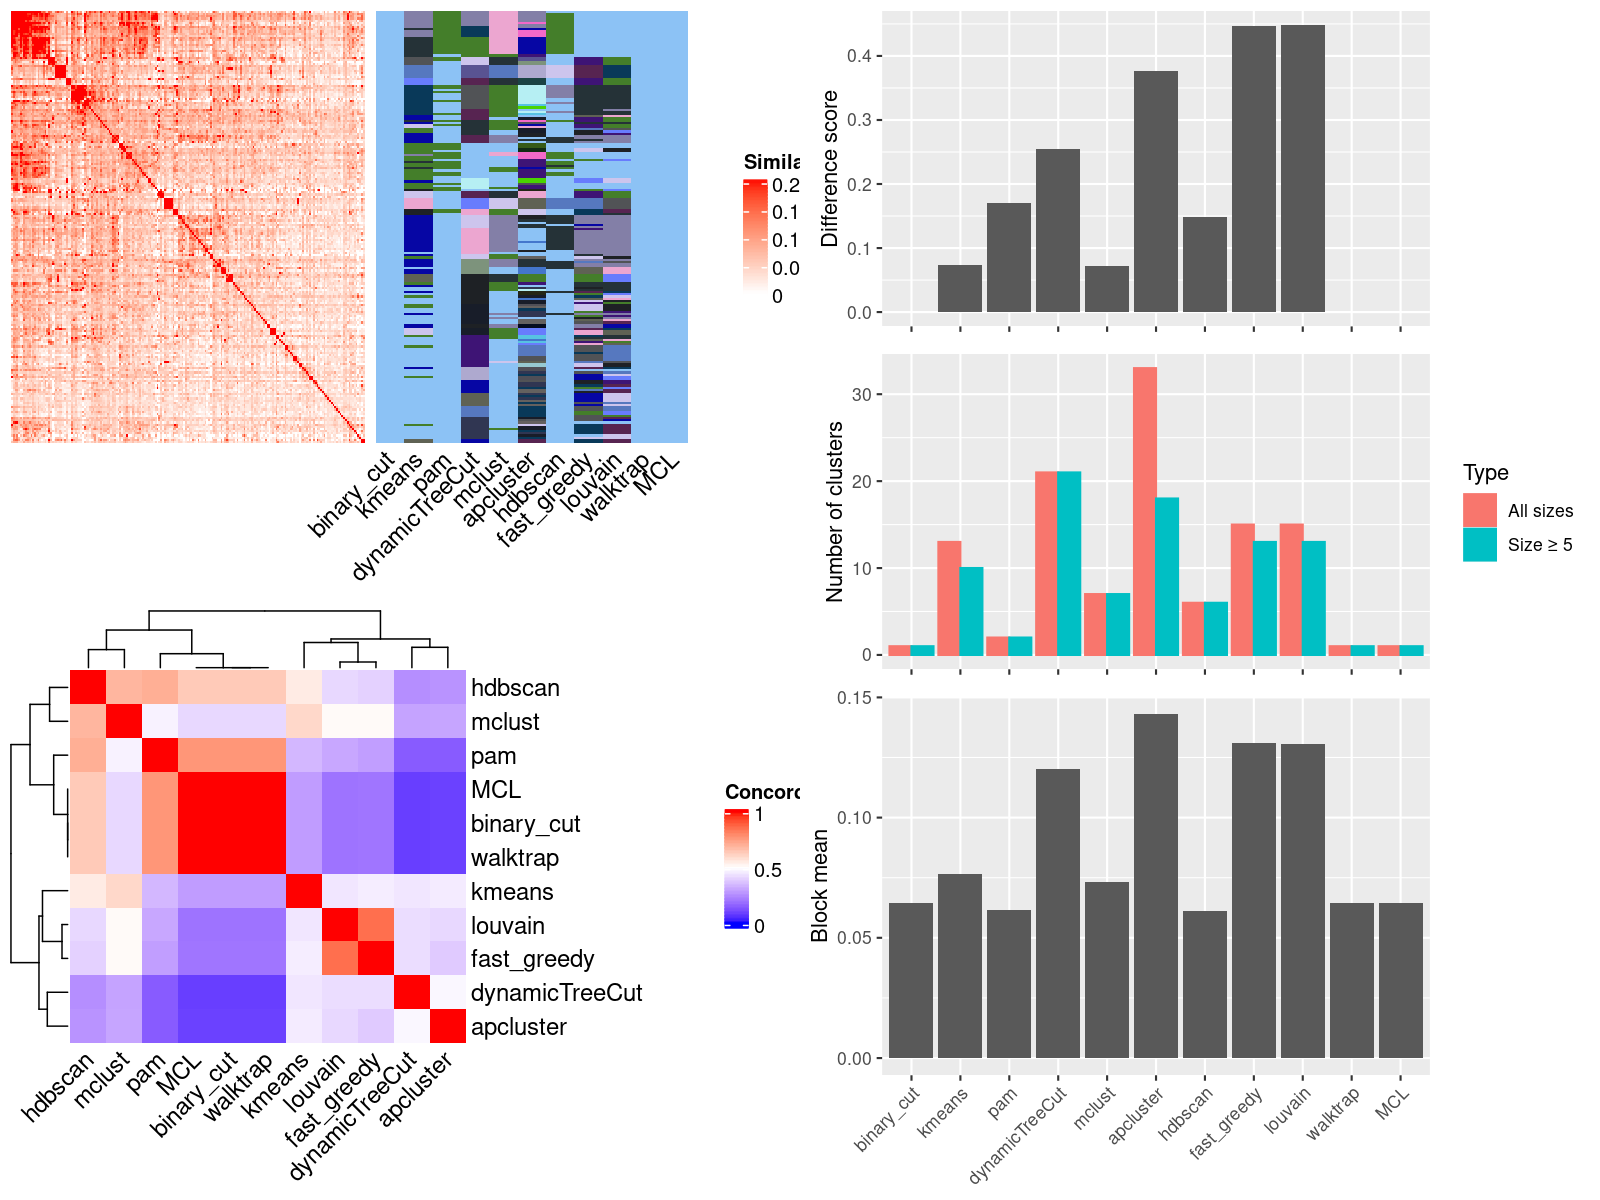 Simila
0.2
0.1
0.1
0.0
0
binary_cut
kmeans
pam
dynamicTreeCut
mclust
apcluster
hdbscan
fast_greedy
louvain
walktrap
MCL
hdbscan
mclust
pam
MCL
binary_cut
walktrap
kmeans
louvain
fast_greedy
dynamicTreeCut
apcluster
hdbscan
mclust
pam
MCL
binary_cut
walktrap
kmeans
louvain
fast_greedy
dynamicTreeCut
apcluster
Concord
1
0.5
0
Difference score
0.4
0.3
0.2
0.1
0.0
Number of clusters
30
20
10
0
Type
All sizes
Size ≥ 5
Block mean
0.15
0.10
0.05
0.00
binary_cut
kmeans
pam
dynamicTreeCut
mclust
apcluster
hdbscan
fast_greedy
louvain
walktrap
MCL